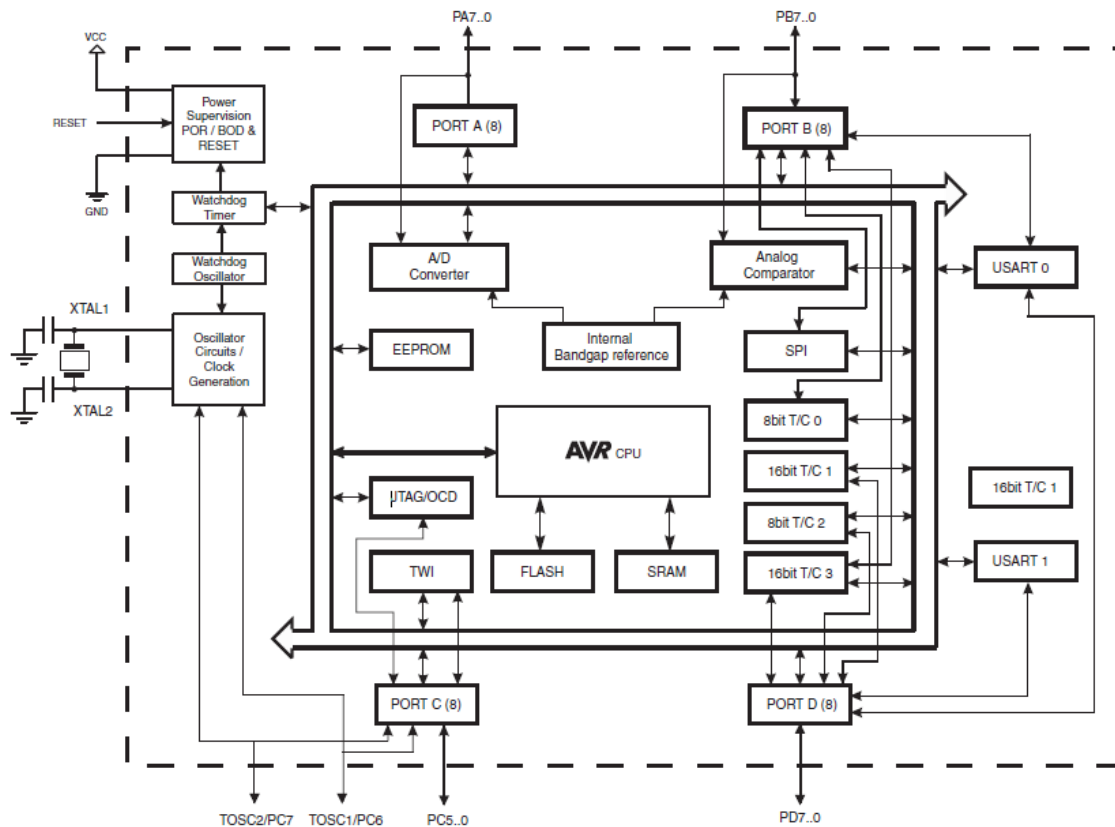 PA7..0
PB7..0
VCC
RESET
GND
Power
Supervision
POR / BOD &
RESET
PORT A (8)
PORT B (8)
Watchdog
Timer
Watchdog
Oscillator
A/D
Converter
Analog
Comparator
USART 0
XTAL1
XTAL2
Oscillator
Circuits /
Clock
Generation
EEPROM
Internal
Bandgap reference
SPI
8bit T/C 0
AVR CPU
16bit T/C 1
16bit T/C 1
JTAG/OCD
8bit T/C 2
TWI
FLASH
SRAM
16bit T/C 3
USART 1
PORT C (8)
PORT D (8)
TOSC2/PC7
TOSC1/PC6
PC5..0
PD7..0